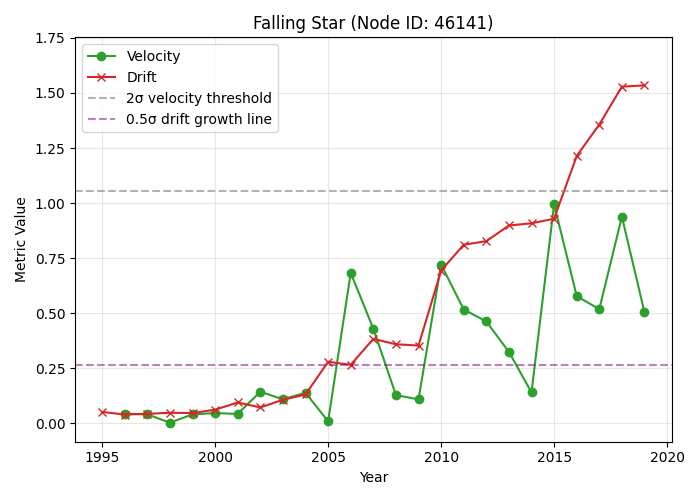 Falling Star (Node ID: 46141)
Velocity
Drift
2σ velocity threshold
0.5σ drift growth line
Metric Value
1.75
1.50
1.25
1.00
0.75
0.50
0.25
0.00
1995 2000 2005 2010 2015 2020
Year